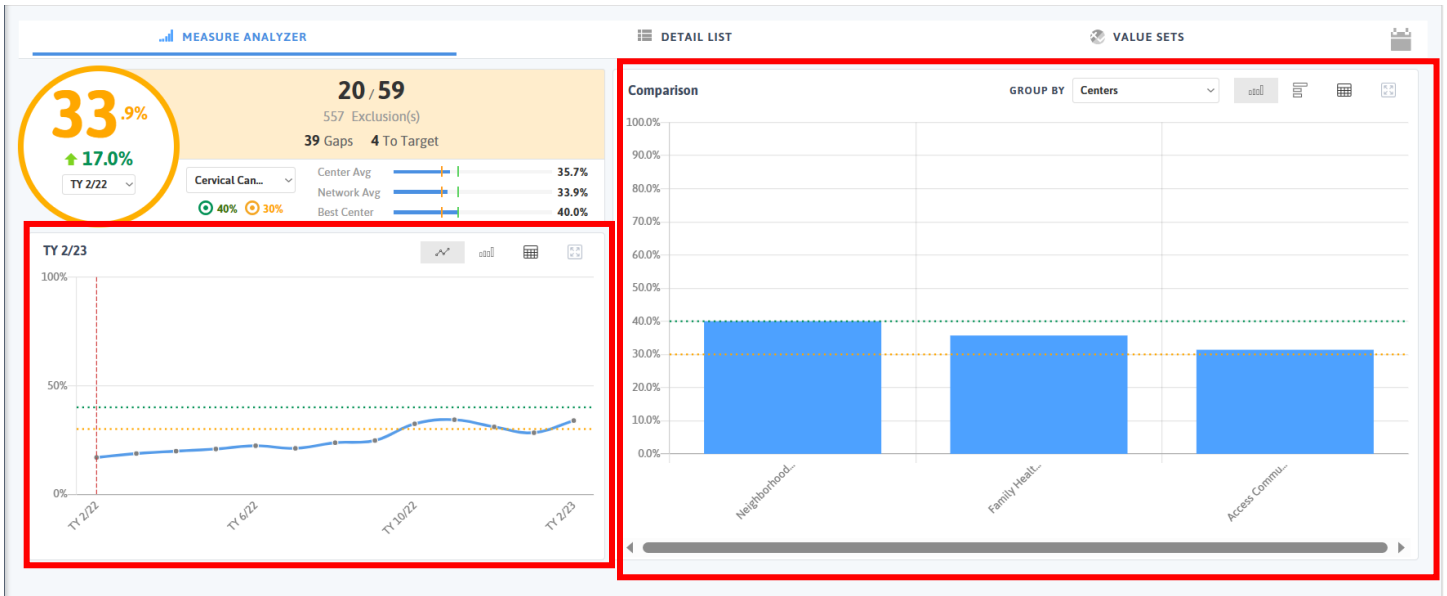 MEASURE ANALYZER
DETAIL LIST
VALUE SETS
33.9%
17.0%
TY 2/22
20 / 59
557 Exclusion(s)
39 Gaps 4 To Target
Cervical Can...
40% 30%
Center Avg 35.7%
Network Avg 33.9%
Best Center 40.0%
TY 2/23
100%
50%
0%
TY 2/22
TY 6/22
TY 10/22
TY 2/23
Comparison
GROUP BY Centers
100.0%
90.0%
80.0%
70.0%
60.0%
50.0%
40.0%
30.0%
20.0%
10.0%
0.0%
Neighborhood...
Family Healt...
Access Commu...